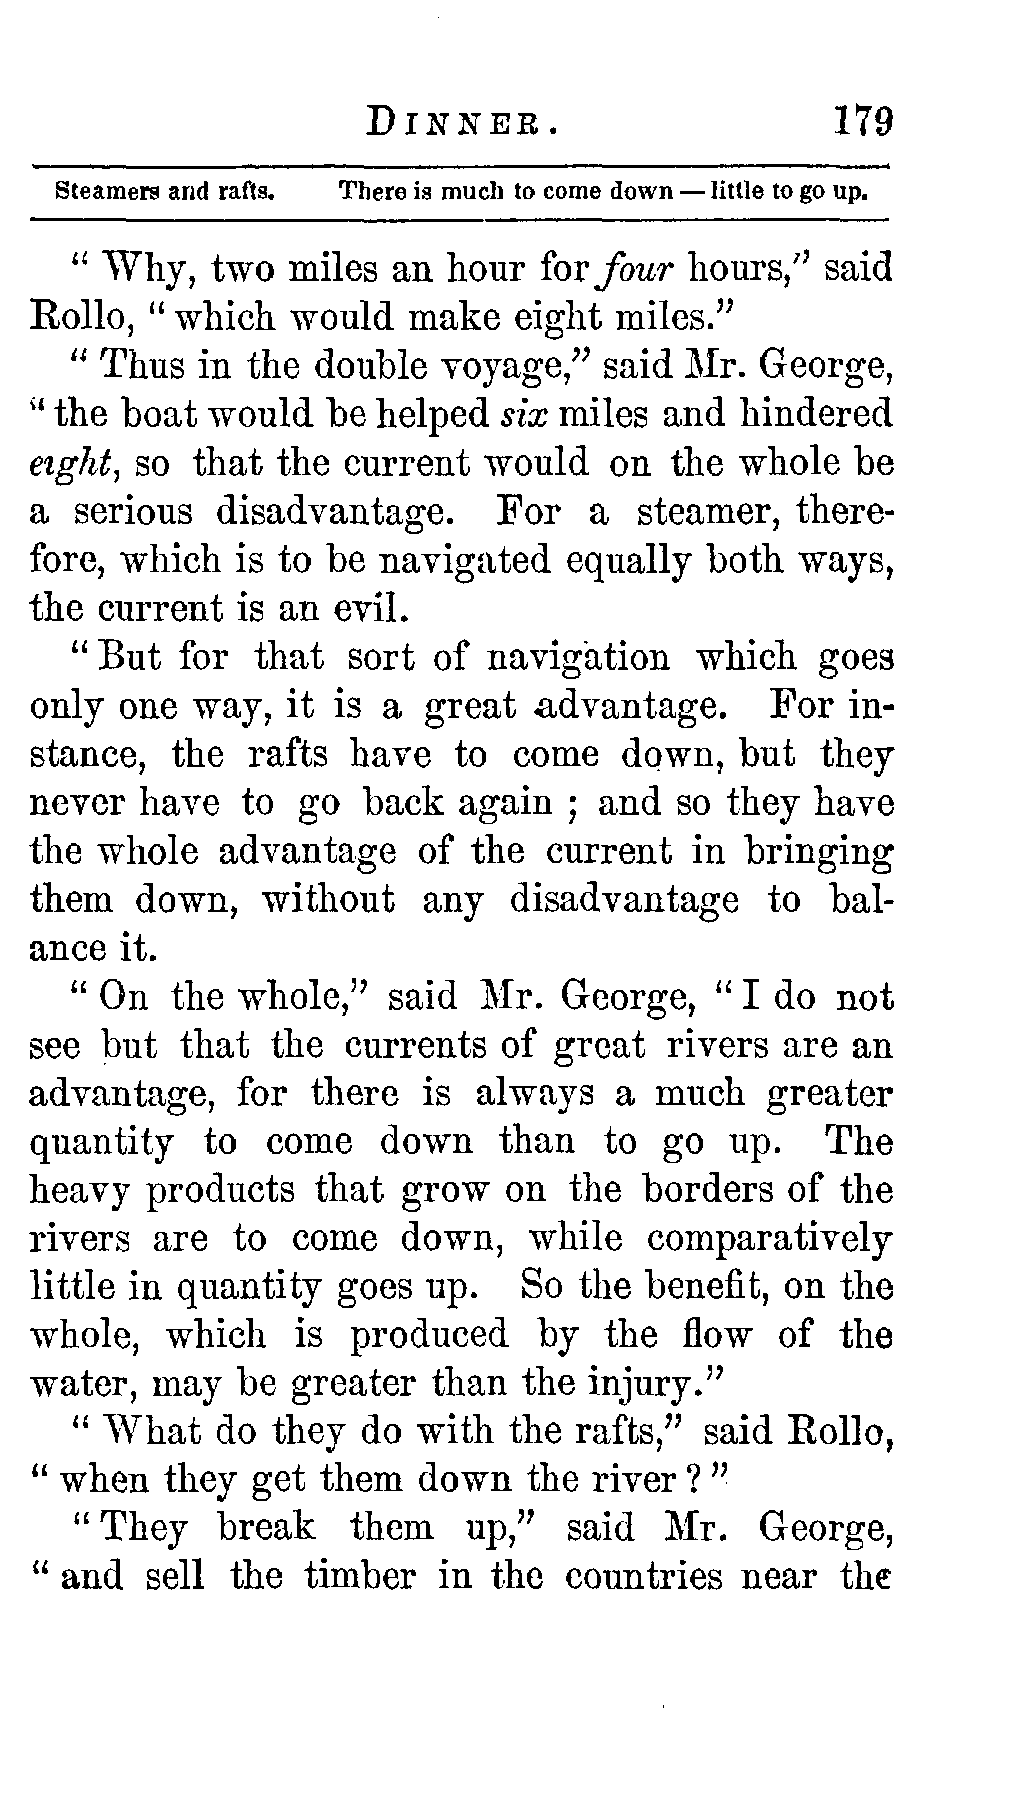 DINNER. 179
Steamers and rafts. There is much to come down — little to go up.
" Why, two miles an hour for four hours," said
Rollo, " which would make eight miles."
" Thus in the double voyage," said Mr. George,
" the boat would be helped six miles and hindered
eight, so that the current would on the whole be
a serious disadvantage. For a steamer, there-
fore, which is to be navigated equally both ways,
the current is an evil.
" But for that sort of navigation which goes
only one way, it is a great advantage. For in-
stance, the rafts have to come down, but they
never have to go back again ; and so they have
the whole advantage of the current in bringing
them down, without any disadvantage to bal-
ance it.
" On the whole," said Mr. George, " I do not
see but that the currents of great rivers are an
advantage, for there is always a much greater
quantity to come down than to go up. The
heavy products that grow on the borders of the
rivers are to come down, while comparatively
little in quantity goes up. So the benefit, on the
whole, which is produced by the flow of the
water, may be greater than the injury."
" What do they do with the rafts," said Rollo,
" when they get them down the river ? "
" They break them up," said Mr. George,
" and sell the timber in the countries near the